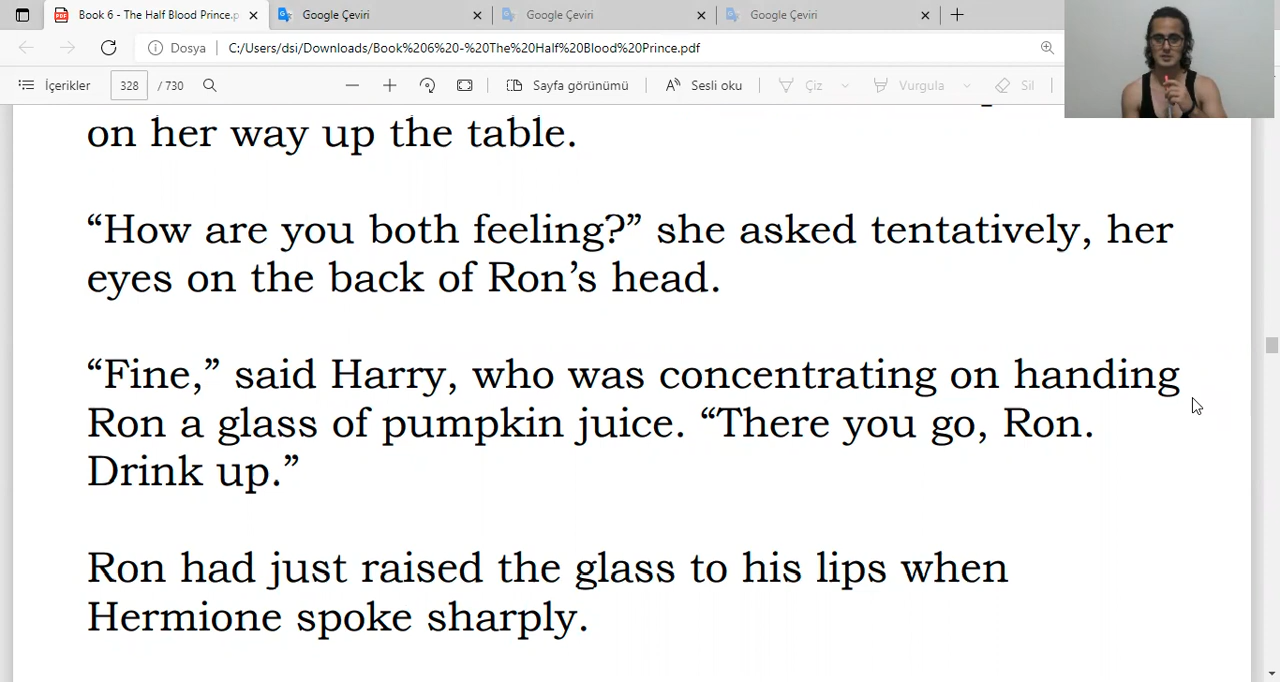 Book 6 - The Half Blood Prince.p
Google Çeviri
Google Çeviri
Google Çeviri
Dosya
C:/Users/dsi/Downloads/Book%206%20-%20The%20Half%20Blood%20Prince.pdf
İçerikler
328
/ 730
Sayfa görünümü
Sesli oku
Çiz
Vurgula
Sil
on her way up the table.
“How are you both feeling?” she asked tentatively, her
eyes on the back of Ron’s head.
“Fine,” said Harry, who was concentrating on handing
Ron a glass of pumpkin juice. “There you go, Ron.
Drink up.”
Ron had just raised the glass to his lips when
Hermione spoke sharply.